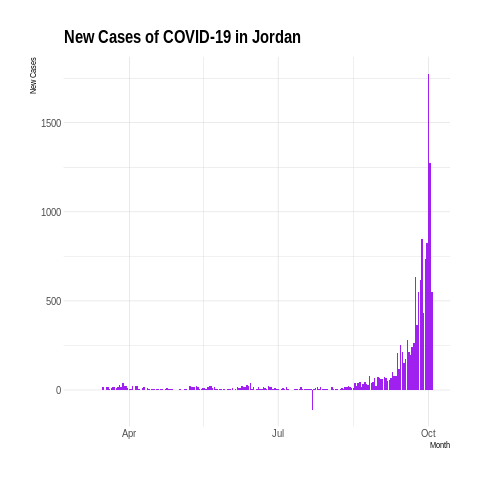 New Cases of COVID-19 in Jordan
New Cases
1500
1000
500
0
Apr Jul Oct
Month